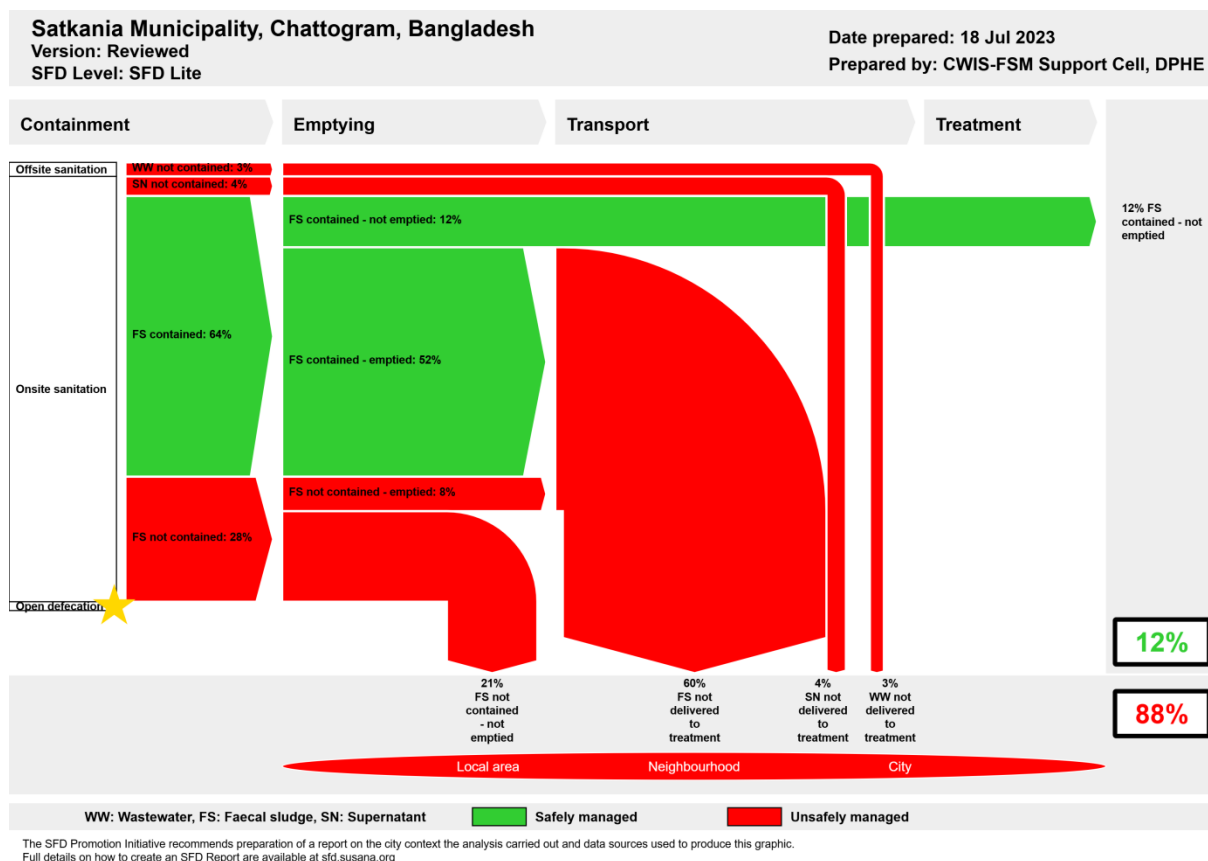 Satkania Municipality, Chattogram, Bangladesh
Version: Reviewed
SFD Level: SFD Lite
Date prepared: 18 Jul 2023
Prepared by: CWIS-FSM Support Cell, DPHE
Containment
Emptying
Transport
Treatment
Offsite sanitation
WW not contained: 3%
SN not contained: 4%
FS contained - not emptied: 12%
12% FS
contained - not
emptied
FS contained: 64%
FS contained - emptied: 52%
Onsite sanitation
FS not contained - emptied: 8%
FS not contained: 28%
Open defecation
12%
21%
FS not
contained
- not
emptied
60%
FS not
delivered
to
treatment
4%
SN not
delivered
to
treatment
3%
WW not
delivered
to
treatment
88%
Local area
Neighbourhood
City
WW: Wastewater, FS: Faecal sludge, SN: Supernatant
Safely managed
Unsafely managed
The SFD Promotion Initiative recommends preparation of a report on the city context the analysis carried out and data sources used to produce this graphic.
Full details on how to create an SFD Report are available at sfd.susana.org